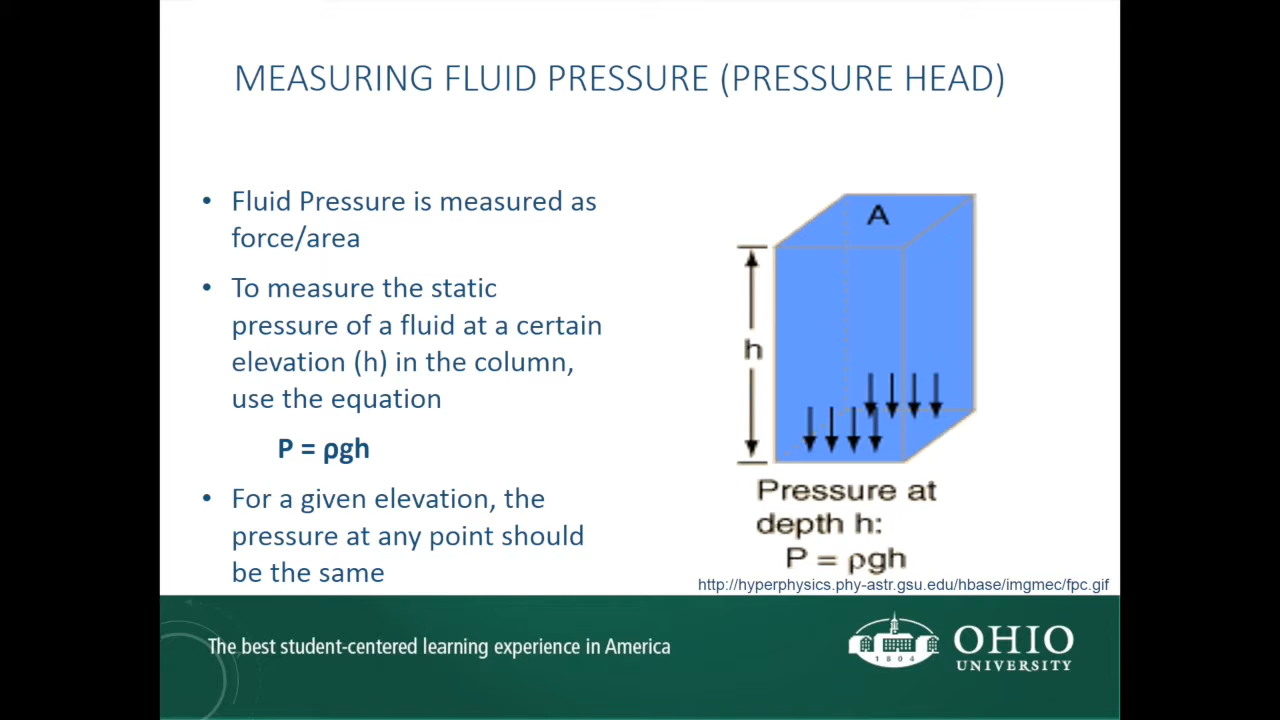 MEASURING FLUID PRESSURE (PRESSURE HEAD)
• Fluid Pressure is measured as
force/area
• To measure the static
pressure of a fluid at a certain
elevation (h) in the column,
use the equation
P = ρgh
• For a given elevation, the
pressure at any point should
be the same
A
h
Pressure at
depth h:
P = ρgh
http://hyperphysics.phy-astr.gsu.edu/hbase/imgmec/fpc.gif
The best student-centered learning experience in America
1804
OHIO
UNIVERSITY